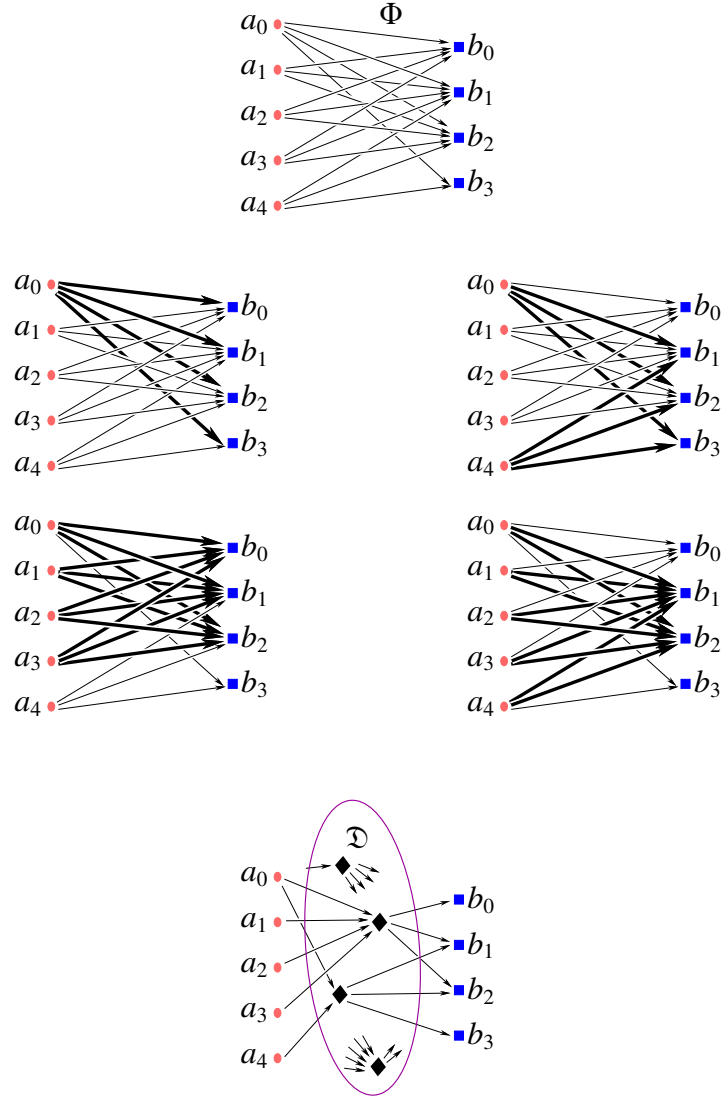 Φ
a₀
a₁
a₂
a₃
a₄
b₀
b₁
b₂
b₃
a₀
a₁
a₂
a₃
a₄
b₀
b₁
b₂
b₃
a₀
a₁
a₂
a₃
a₄
b₀
b₁
b₂
b₃
a₀
a₁
a₂
a₃
a₄
b₀
b₁
b₂
b₃
a₀
a₁
a₂
a₃
a₄
b₀
b₁
b₂
b₃
𝔇
a₀
a₁
a₂
a₃
a₄
b₀
b₁
b₂
b₃